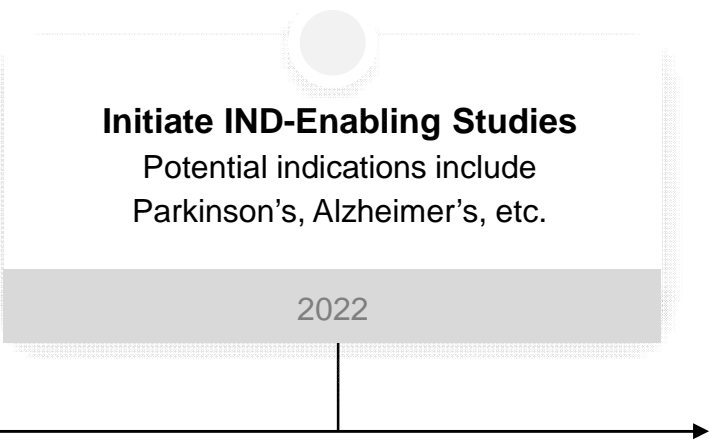 Initiate IND-Enabling Studies
Potential indications include
Parkinson’s, Alzheimer’s, etc.
2022